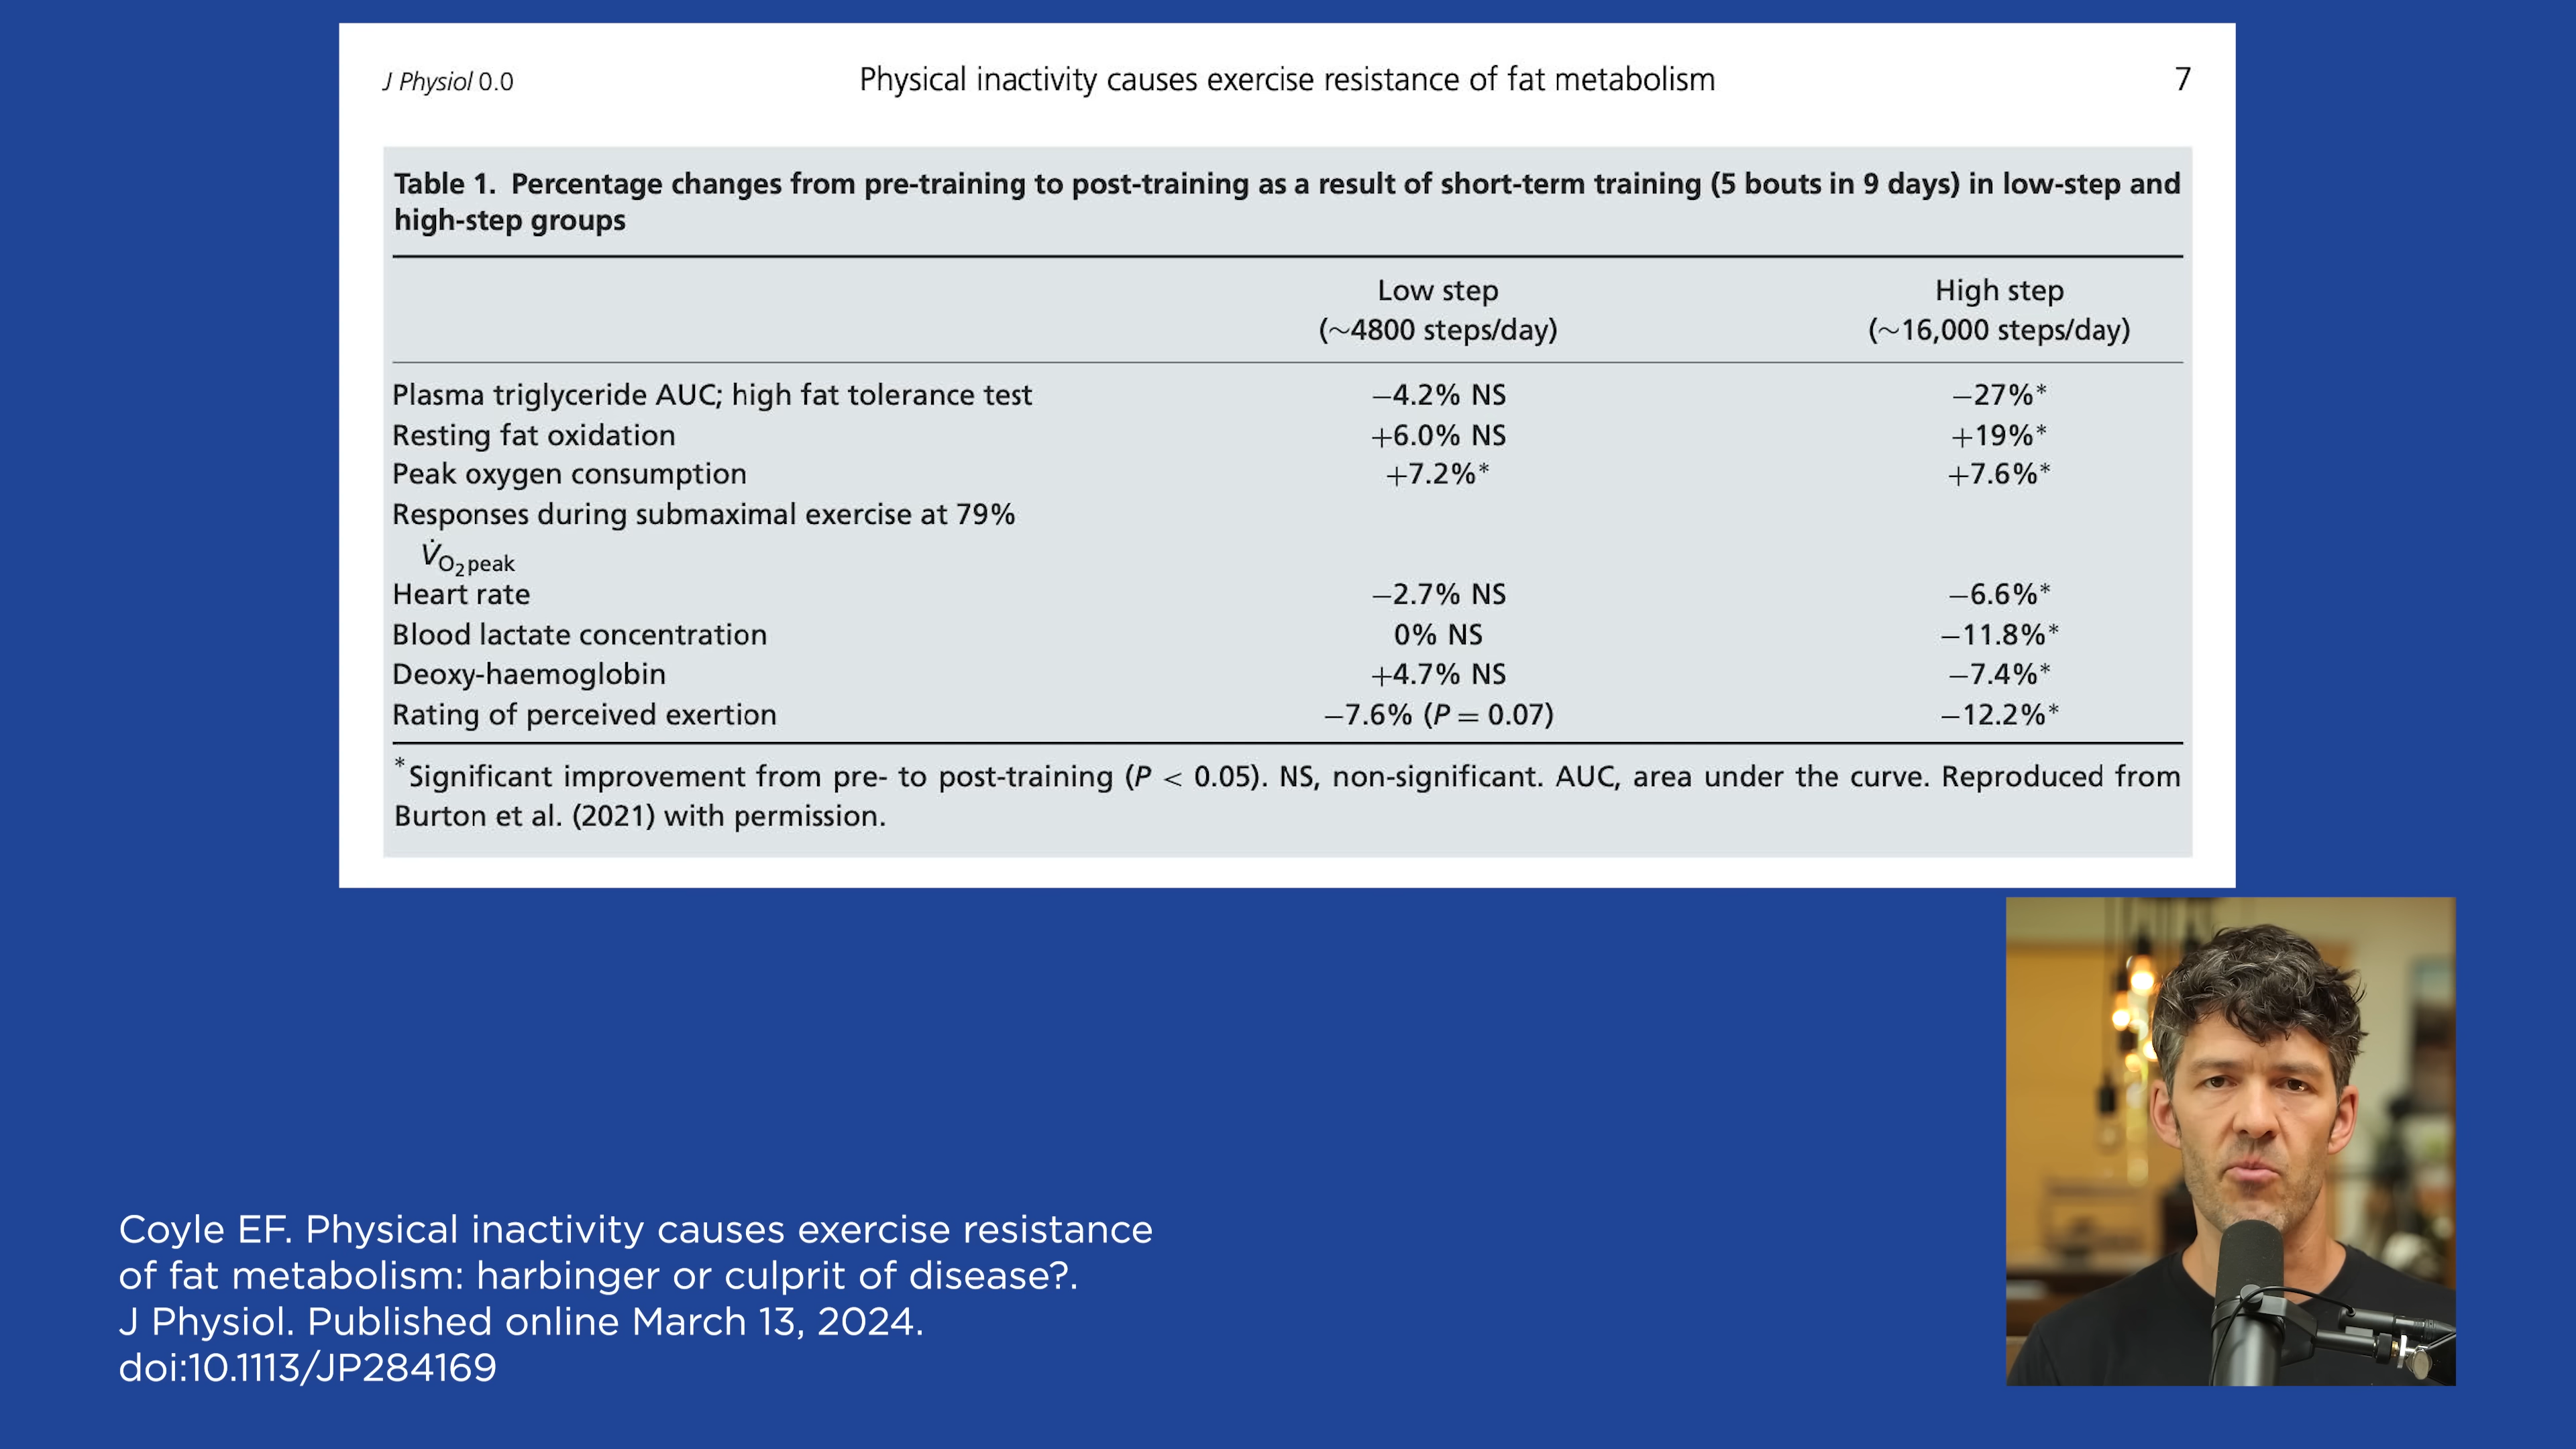 J Physiol 0.0 Physical inactivity causes exercise resistance of fat metabolism 7
Table 1. Percentage changes from pre-training to post-training as a result of short-term training (5 bouts in 9 days) in low-step and
high-step groups
Low step High step
(∼4800 steps/day) (∼16,000 steps/day)
Plasma triglyceride AUC; high fat tolerance test −4.2% NS −27%*
Resting fat oxidation +6.0% NS +19%*
Peak oxygen consumption +7.2%* +7.6%*
Responses during submaximal exercise at 79%
V̇O₂peak
Heart rate −2.7% NS −6.6%*
Blood lactate concentration 0% NS −11.8%*
Deoxy-haemoglobin +4.7% NS −7.4%*
Rating of perceived exertion −7.6% (P = 0.07) −12.2%*
*Significant improvement from pre- to post-training (P < 0.05). NS, non-significant. AUC, area under the curve. Reproduced from
Burton et al. (2021) with permission.
Coyle EF. Physical inactivity causes exercise resistance
of fat metabolism: harbinger or culprit of disease?.
J Physiol. Published online March 13, 2024.
doi:10.1113/JP284169